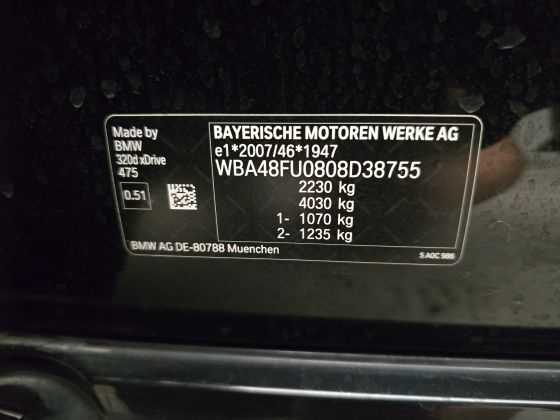 Made by
BMW
320d xDrive
475
0.51
BAYERISCHE MOTOREN WERKE AG
e1*2007/46*1947
WBA48FU0808D38755
2230 kg
4030 kg
1- 1070 kg
2- 1235 kg
BMW AG DE-80788 Muenchen
5 A0C 986